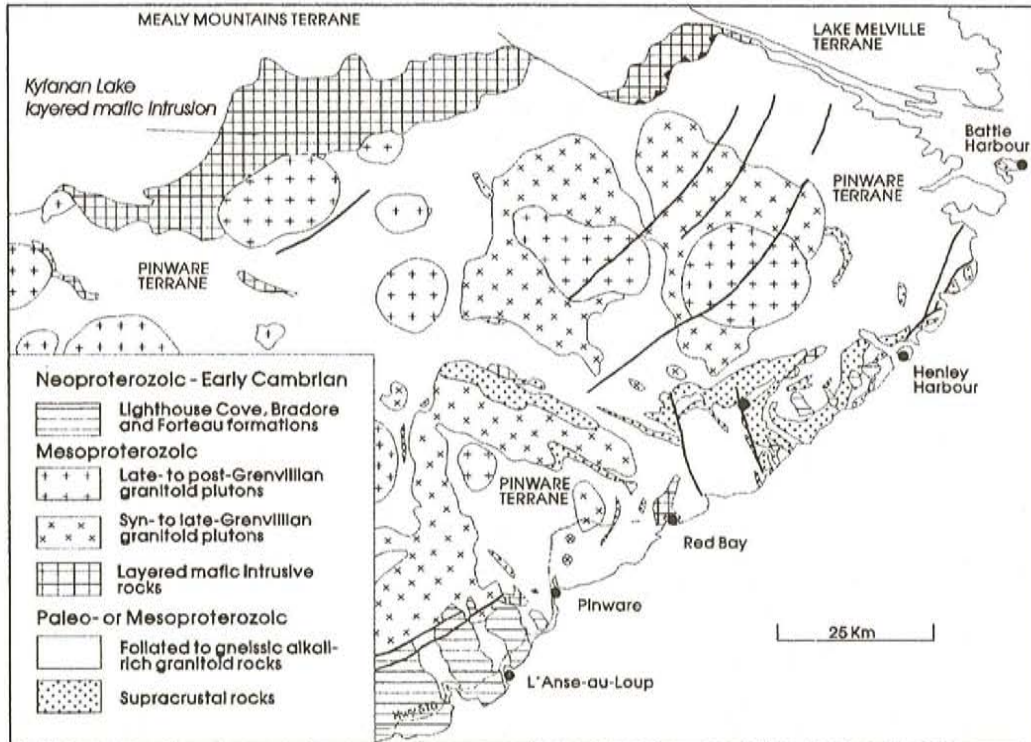 MEALY MOUNTAINS TERRANE
LAKE MELVILLE
TERRANE
Kyfanan Lake
layered mafic intrusion
Battle
Harbour
PINWARE
TERRANE
PINWARE
TERRANE
Henley
Harbour
PINWARE
TERRANE
Red Bay
Pinware
25 Km
L'Anse-au-Loup
Hwy 510
Neoproterozoic - Early Cambrian
Lighthouse Cove, Bradore
and Forteau formations
Mesoproterozoic
Late- to post-Grenvillian
granitoid plutons
Syn- to late-Grenvillian
granitoid plutons
Layered mafic intrusive
rocks
Paleo- or Mesoproterozoic
Foliated to gneissic alkali-
rich granitoid rocks
Supracrustal rocks